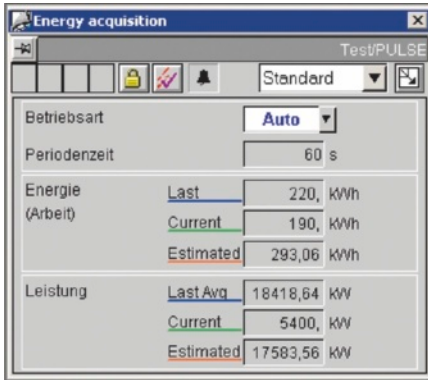 Energy acquisition
Test/PULSE
Standard
Betriebsart Auto
Periodenzeit 60 s
Energie Last 220, kWh
(Arbeit) Current 190, kWh
Estimated 293,06 kWh
Leistung Last Avg 18418,64 kW
Current 5400, kW
Estimated 17583,56 kW